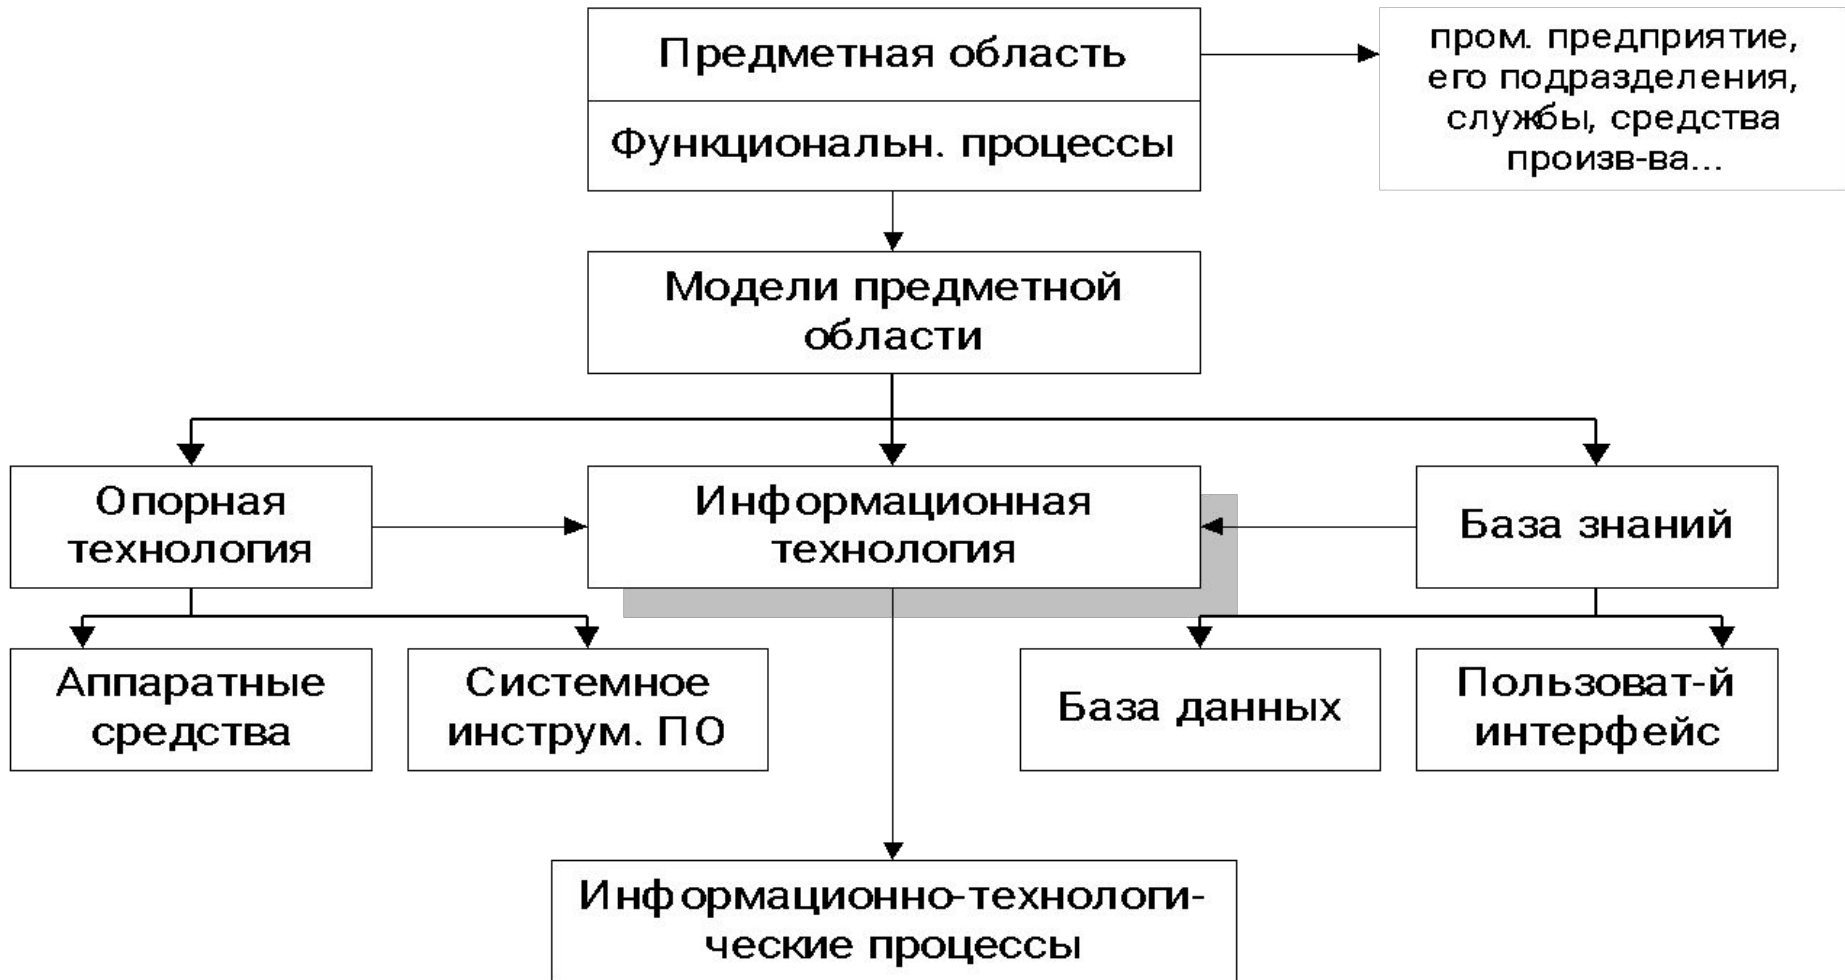 Предметная область
Функциональн. процессы
пром. предприятие,
его подразделения,
службы, средства
произв-ва...
Модели предметной
области
Опорная
технология
Информационная
технология
База знаний
Аппаратные
средства
Системное
инструм. ПО
База данных
Пользоват-й
интерфейс
Информационно-технологи-
ческие процессы